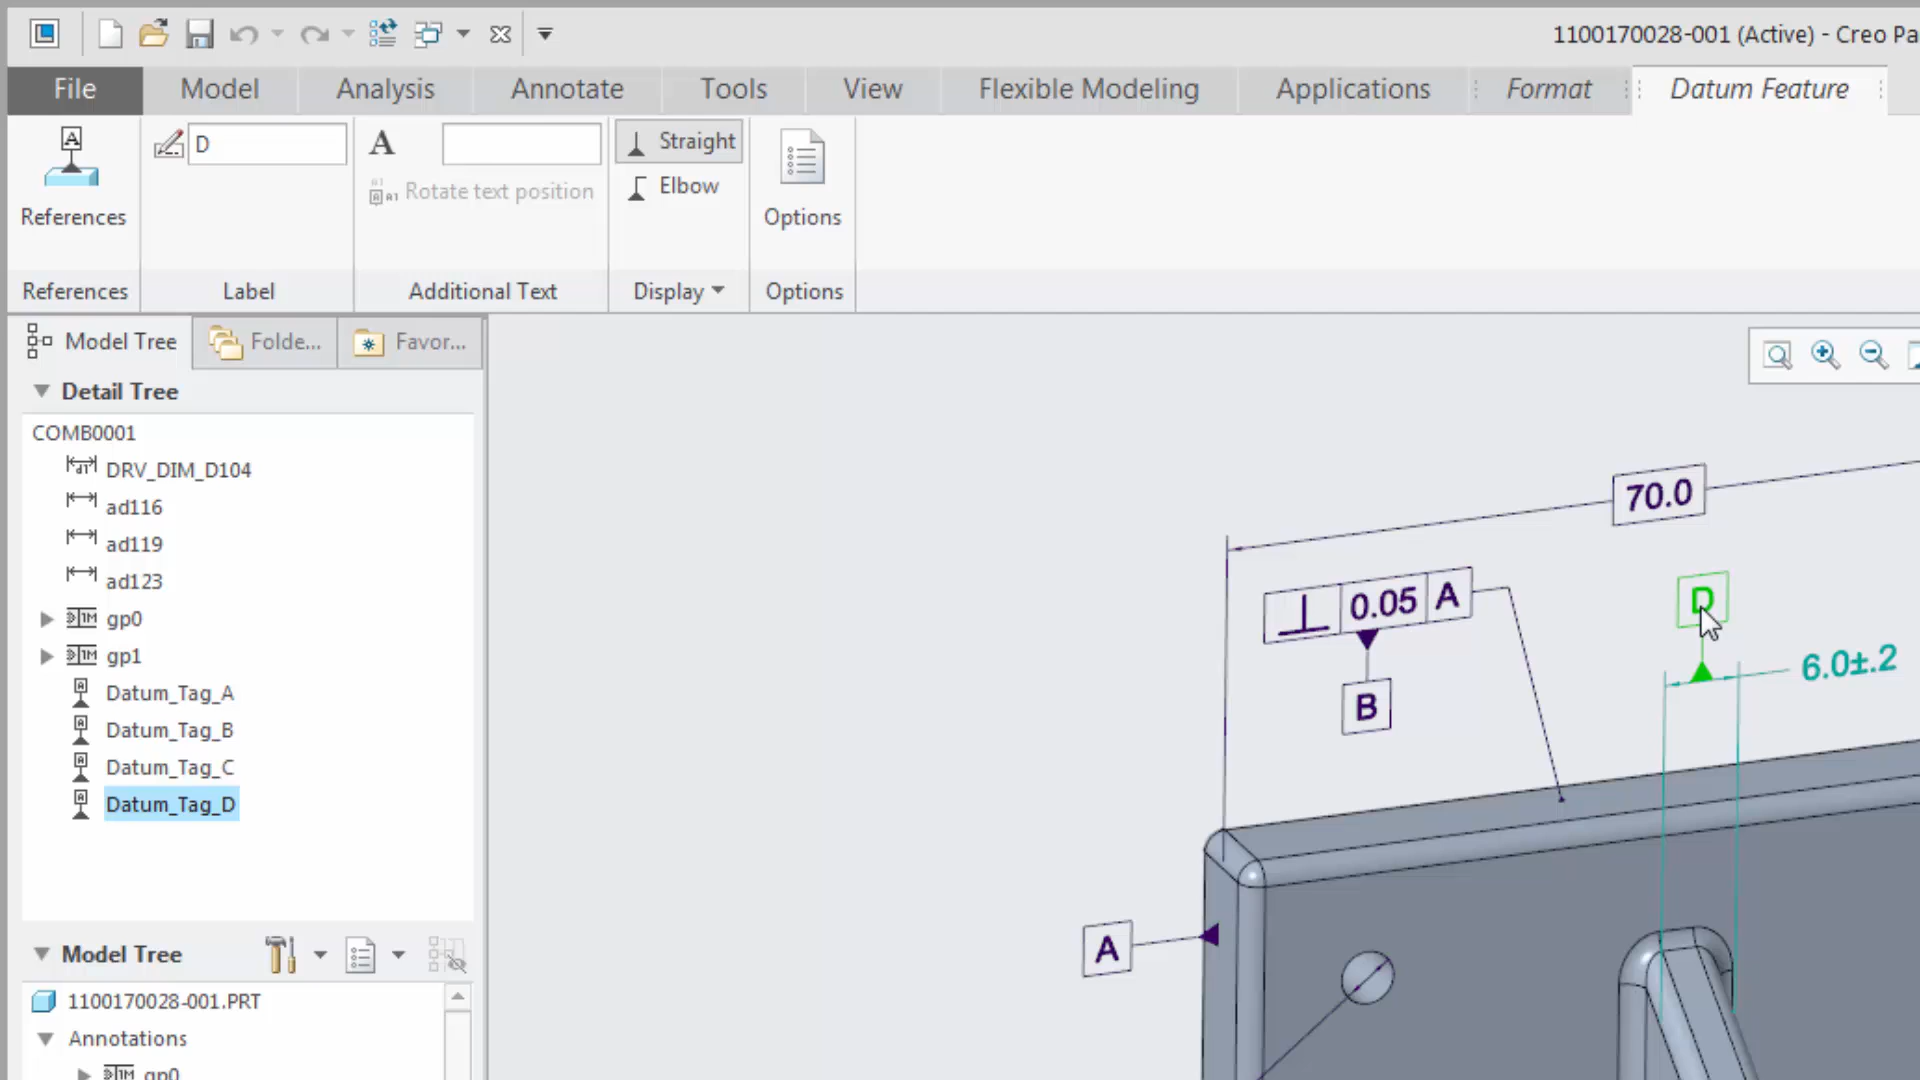 1100170028-001 (Active) - Creo Pa
File Model Analysis Annotate Tools View Flexible Modeling Applications Format Datum Feature
A D A Straight
Rotate text position Elbow
References Options
References Label Additional Text Display Options
Model Tree Folde... Favor...
Detail Tree
COMB0001
DRV_DIM_D104
ad116
ad119
ad123
gp0
gp1
Datum_Tag_A
Datum_Tag_B
Datum_Tag_C
Datum_Tag_D
Model Tree
1100170028-001.PRT
Annotations
gp0
70.0
⊥ 0.05 A
B
D
6.0±.2
A